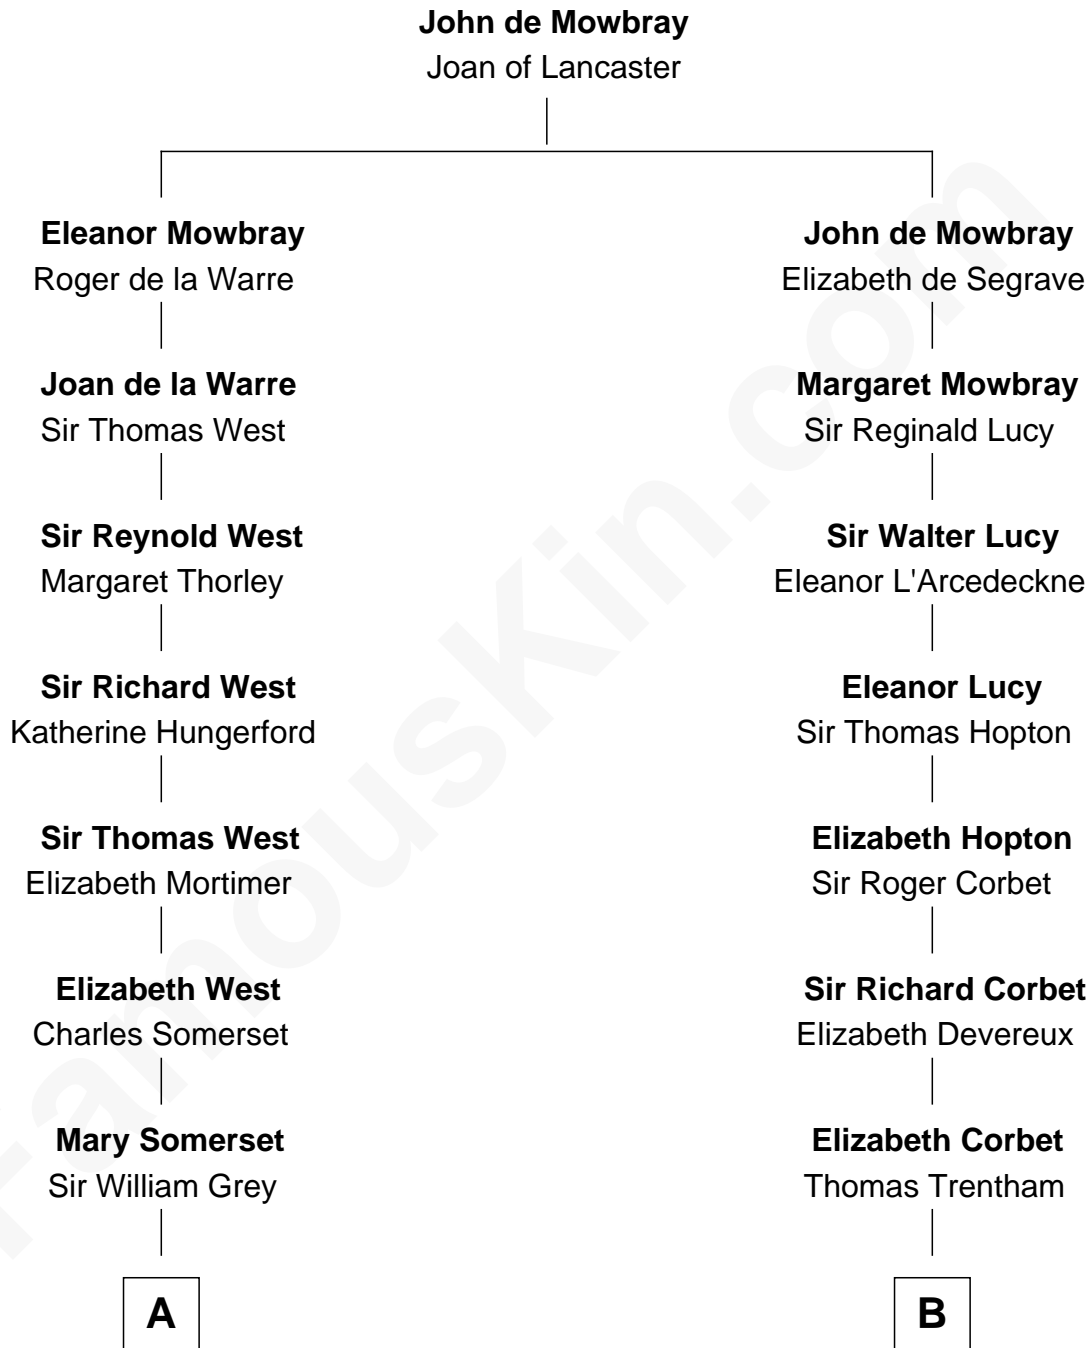 John de Mowbray
Joan of Lancaster
Eleanor Mowbray
Roger de la Warre
John de Mowbray
Elizabeth de Segrave
Joan de la Warre
Sir Thomas West
Margaret Mowbray
Sir Reginald Lucy
Sir Reynold West
Margaret Thorley
Sir Walter Lucy
Eleanor L'Arcedeckne
Sir Richard West
Katherine Hungerford
Eleanor Lucy
Sir Thomas Hopton
Sir Thomas West
Elizabeth Mortimer
Elizabeth Hopton
Sir Roger Corbet
Elizabeth West
Charles Somerset
Sir Richard Corbet
Elizabeth Devereux
Mary Somerset
Sir William Grey
Elizabeth Corbet
Thomas Trentham
A
B
FamousKin.com